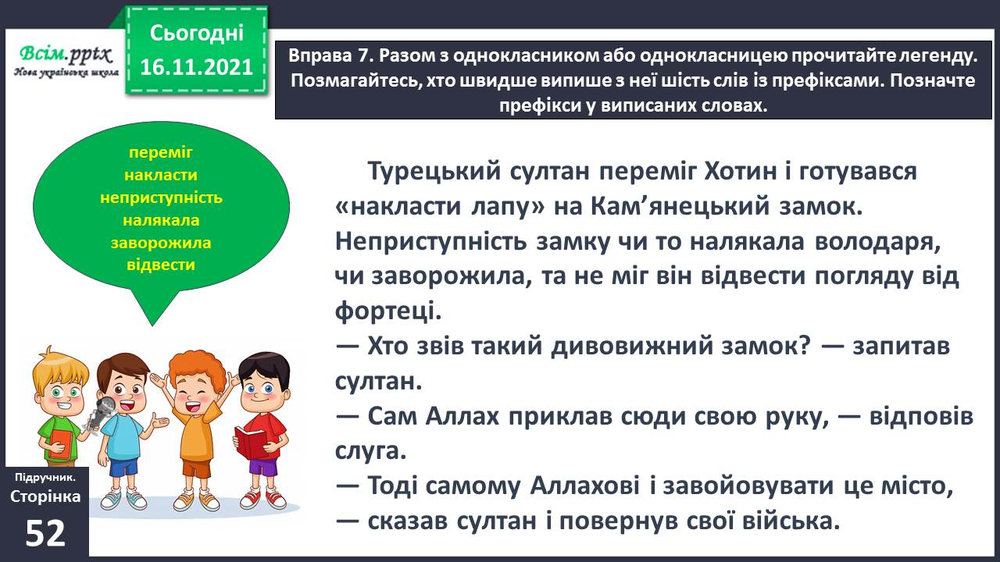 Всім.pptx
Нова українська школа
Сьогодні
16.11.2021
Вправа 7. Разом з однокласником або однокласницею прочитайте легенду.
Позмагайтесь, хто швидше випише з неї шість слів із префіксами. Позначте
префікси у виписаних словах.
переміг
накласти
неприступність
налякала
заворожила
відвести
Турецький султан переміг Хотин і готувався
«накласти лапу» на Кам’янецький замок.
Неприступність замку чи то налякала володаря,
чи заворожила, та не міг він відвести погляду від
фортеці.
— Хто звів такий дивовижний замок? — запитав
султан.
— Сам Аллах приклав сюди свою руку, — відповів
слуга.
— Тоді самому Аллахові і завойовувати це місто,
— сказав султан і повернув свої війська.
Підручник.
Сторінка
52